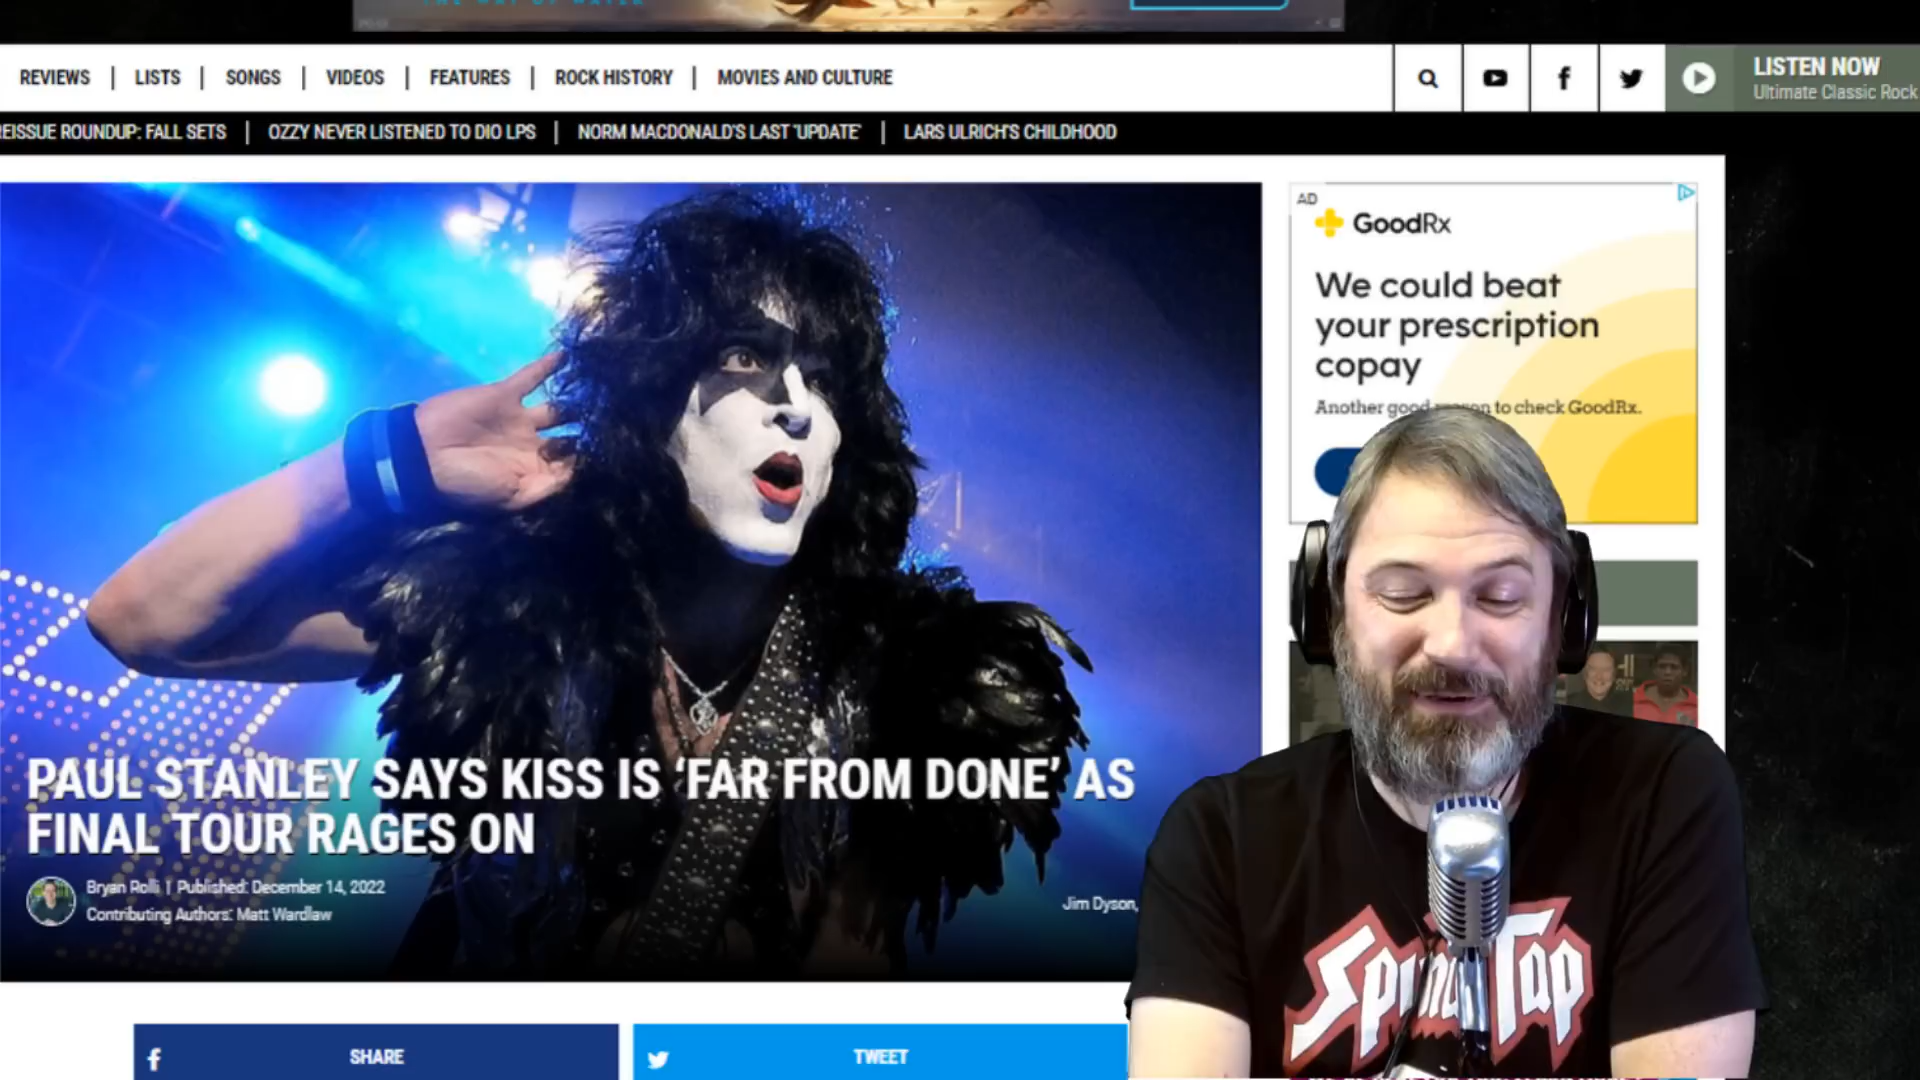 REVIEWS | LISTS | SONGS | VIDEOS | FEATURES | ROCK HISTORY | MOVIES AND CULTURE
LISTEN NOW
Ultimate Classic Rock
REISSUE ROUNDUP: FALL SETS | OZZY NEVER LISTENED TO DIO LPS | NORM MACDONALD'S LAST 'UPDATE' | LARS ULRICH'S CHILDHOOD
AD
GoodRx
We could beat
your prescription
copay
Another good to check GoodRx.
PAUL STANLEY SAYS KISS IS ‘FAR FROM DONE’ AS
FINAL TOUR RAGES ON
Bryan Rolli | Published: December 14, 2022
Contributing Authors: Matt Wardlaw
Jim Dyson,
Spinal Tap
SHARE
TWEET